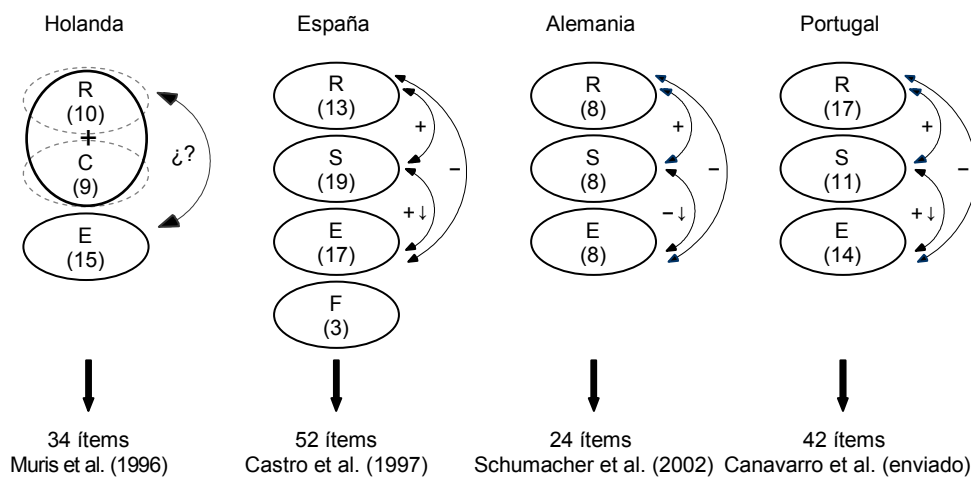 Holanda
R
(10)
+
C
(9)
E
(15)
¿?
34 ítems
Muris et al. (1996)
España
R
(13)
S
(19)
E
(17)
F
(3)
+
+ ↓
–
52 ítems
Castro et al. (1997)
Alemania
R
(8)
S
(8)
E
(8)
+
– ↓
–
24 ítems
Schumacher et al. (2002)
Portugal
R
(17)
S
(11)
E
(14)
+
+ ↓
–
42 ítems
Canavarro et al. (enviado)